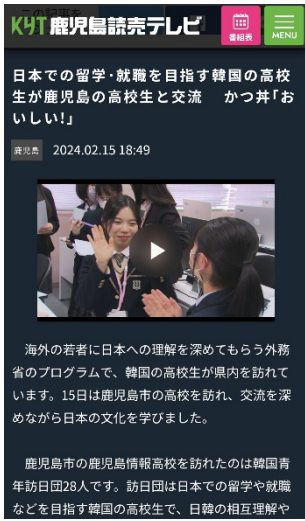 この記事を
KYT鹿児島読売テレビ
番組表
MENU
日本での留学･就職を目指す韓国の高校
生が鹿児島の高校生と交流　かつ丼｢お
いしい!｣
鹿児島
2024.02.15 18:49
海外の若者に日本への理解を深めてもらう外務
省のプログラムで、韓国の高校生が県内を訪れて
います。15日は鹿児島市の高校を訪れ、交流を深
めながら日本の文化を学びました。
鹿児島市の鹿児島情報高校を訪れたのは韓国青
年訪日団28人です。訪日団は日本での留学や就職
などを目指す韓国の高校生で、日韓の相互理解や